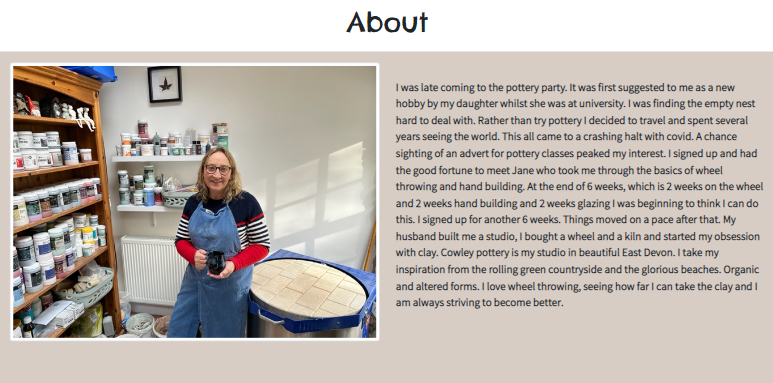 About
I was late coming to the pottery party. It was first suggested to me as a new
hobby by my daughter whilst she was at university. I was finding the empty nest
hard to deal with. Rather than try pottery I decided to travel and spent several
years seeing the world. This all came to a crashing halt with covid. A chance
sighting of an advert for pottery classes peaked my interest. I signed up and had
the good fortune to meet Jane who took me through the basics of wheel
throwing and hand building. At the end of 6 weeks, which is 2 weeks on the wheel
and 2 weeks hand building and 2 weeks glazing I was beginning to think I can do
this. I signed up for another 6 weeks. Things moved on a pace after that. My
husband built me a studio, I bought a wheel and a kiln and started my obsession
with clay. Cowley pottery is my studio in beautiful East Devon. I take my
inspiration from the rolling green countryside and the glorious beaches. Organic
and altered forms. I love wheel throwing, seeing how far I can take the clay and I
am always striving to become better.